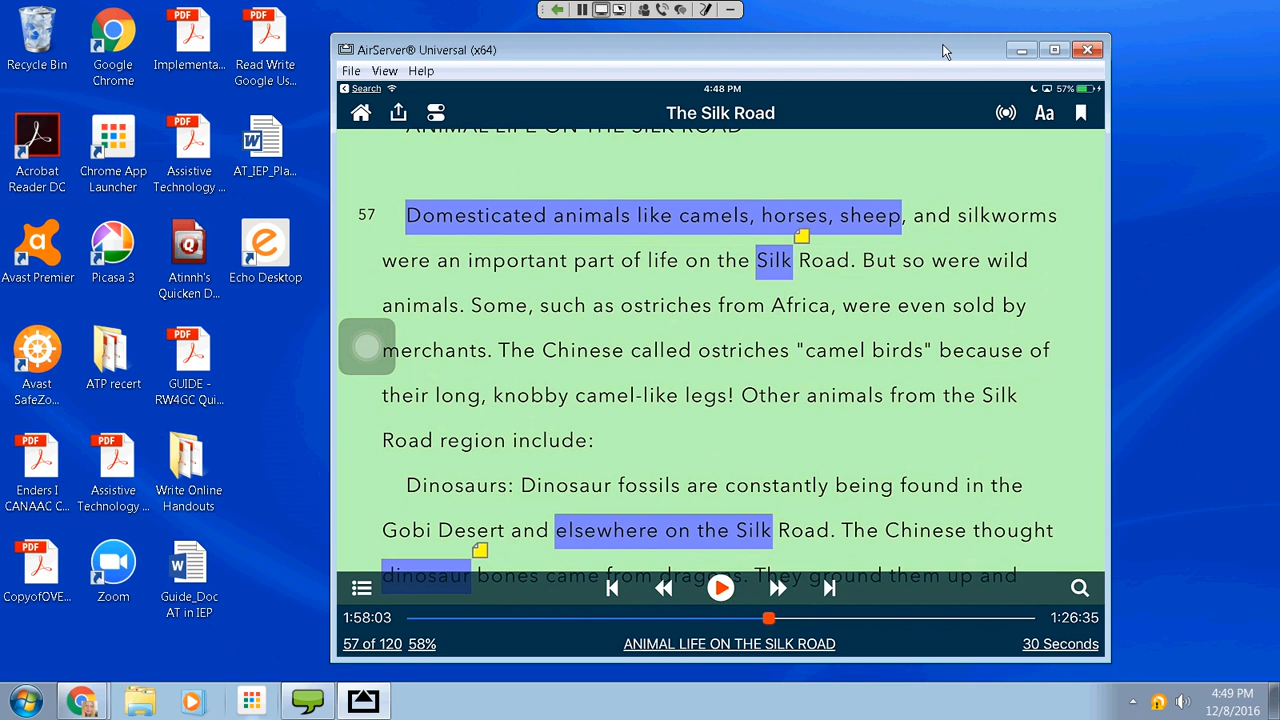 Recycle Bin
Google Chrome
Implementa...
Read Write Google Us...
Acrobat Reader DC
Chrome App Launcher
Assistive Technology ...
AT_IEP_Pla...
Avast Premier
Picasa 3
Atinnh's Quicken D...
Echo Desktop
Avast SafeZo...
ATP recert
GUIDE - RW4GC Qui...
Enders I CANAAC C...
Assistive Technology ...
Write Online Handouts
CopyofOVE...
Zoom
Guide_Doc AT in IEP
AirServer® Universal (x64)
File View Help
Search 4:48 PM 57%
The Silk Road Aa
ANIMAL LIFE ON THE SILK ROAD
57 Domesticated animals like camels, horses, sheep, and silkworms
were an important part of life on the Silk Road. But so were wild
animals. Some, such as ostriches from Africa, were even sold by
merchants. The Chinese called ostriches "camel birds" because of
their long, knobby camel-like legs! Other animals from the Silk
Road region include:
Dinosaurs: Dinosaur fossils are constantly being found in the
Gobi Desert and elsewhere on the Silk Road. The Chinese thought
dinosaur bones came from dragons. They ground them up and
1:58:03 1:26:35
57 of 120 58% ANIMAL LIFE ON THE SILK ROAD 30 Seconds
4:49 PM
12/8/2016